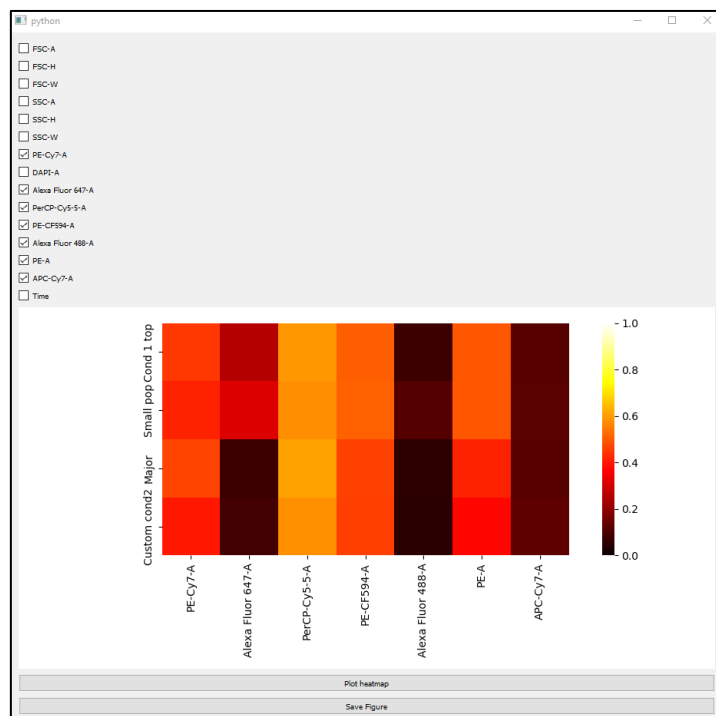 python
FSC-A
FSC-H
FSC-W
SSC-A
SSC-H
SSC-W
PE-Cy7-A
DAPI-A
Alexa Fluor 647-A
PerCP-Cy5-5-A
PE-CF594-A
Alexa Fluor 488-A
PE-A
APC-Cy7-A
Time
Cond 1 top
Small pop
Major
Custom cond2
1.0
0.8
0.6
0.4
0.2
0.0
PE-Cy7-A
Alexa Fluor 647-A
PerCP-Cy5-5-A
PE-CF594-A
Alexa Fluor 488-A
PE-A
APC-Cy7-A
Plot heatmap
Save Figure